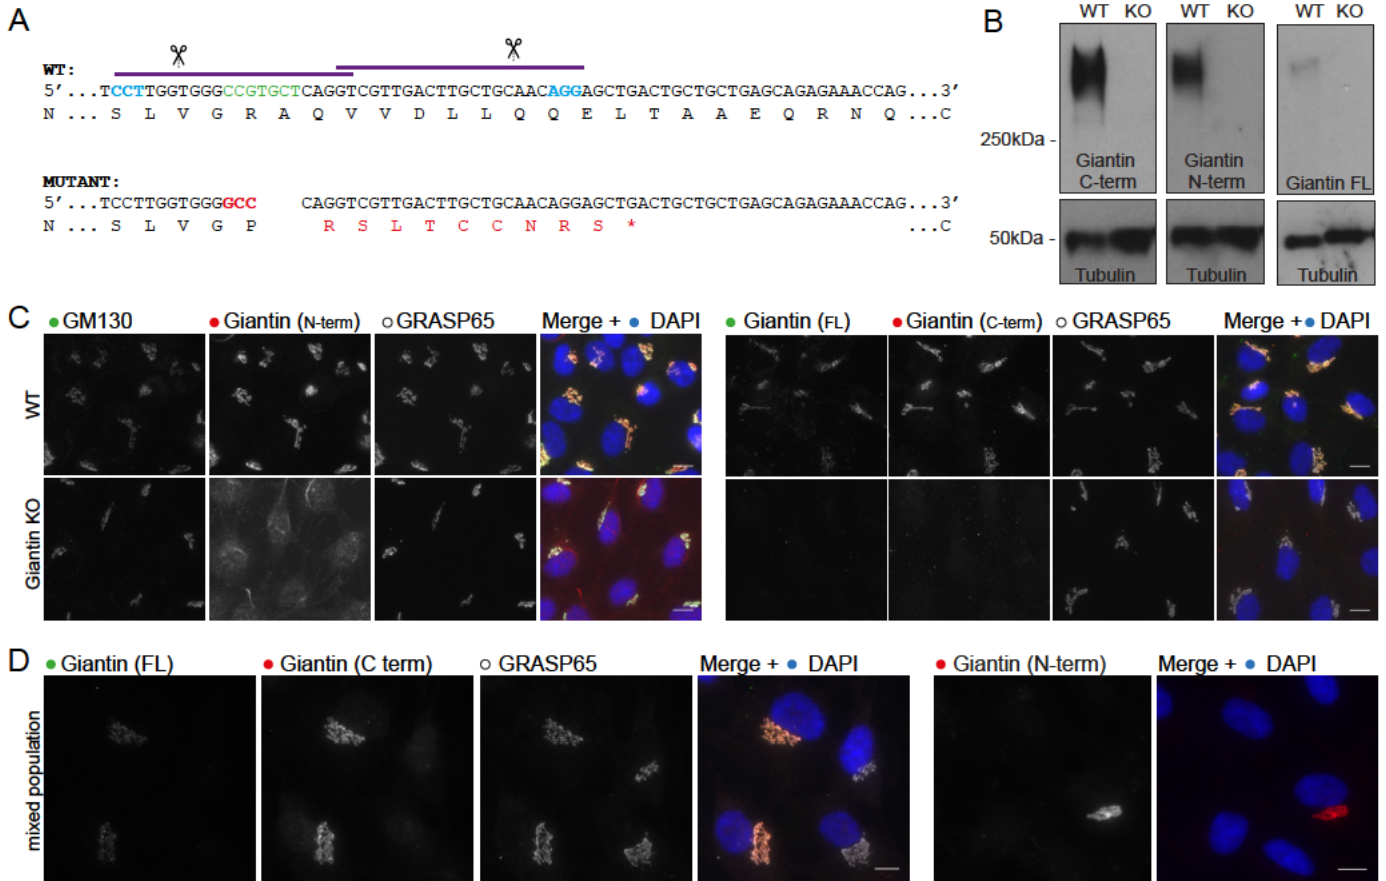 A
WT:
5’ ...TCCTTGGTGGGCCGTGCTCAGGTCGTTGACTTGCTGCAACAGGAGCTGACTGCTGCTGAGCAGAGAAACCAG...3’
N ... S L V G R A Q V V D L L Q Q E L T A A E Q R N Q ...C
MUTANT:
5’ ...TCCTTGGTGGGGCC CAGGTCGTTGACTTGCTGCAACAGGAGCTGACTGCTGCTGAGCAGAGAAACCAG...3’
N ... S L V G P R S L T C C N R S * ...C
B
WT KO WT KO WT KO
250kDa -
Giantin C-term
Giantin N-term
Giantin FL
50kDa -
Tubulin Tubulin Tubulin
C
GM130 Giantin (N-term) GRASP65 Merge + DAPI Giantin (FL) Giantin (C-term) GRASP65 Merge + DAPI
WT
Giantin KO
D
Giantin (FL) Giantin (C term) GRASP65 Merge + DAPI Giantin (N-term) Merge + DAPI
mixed population